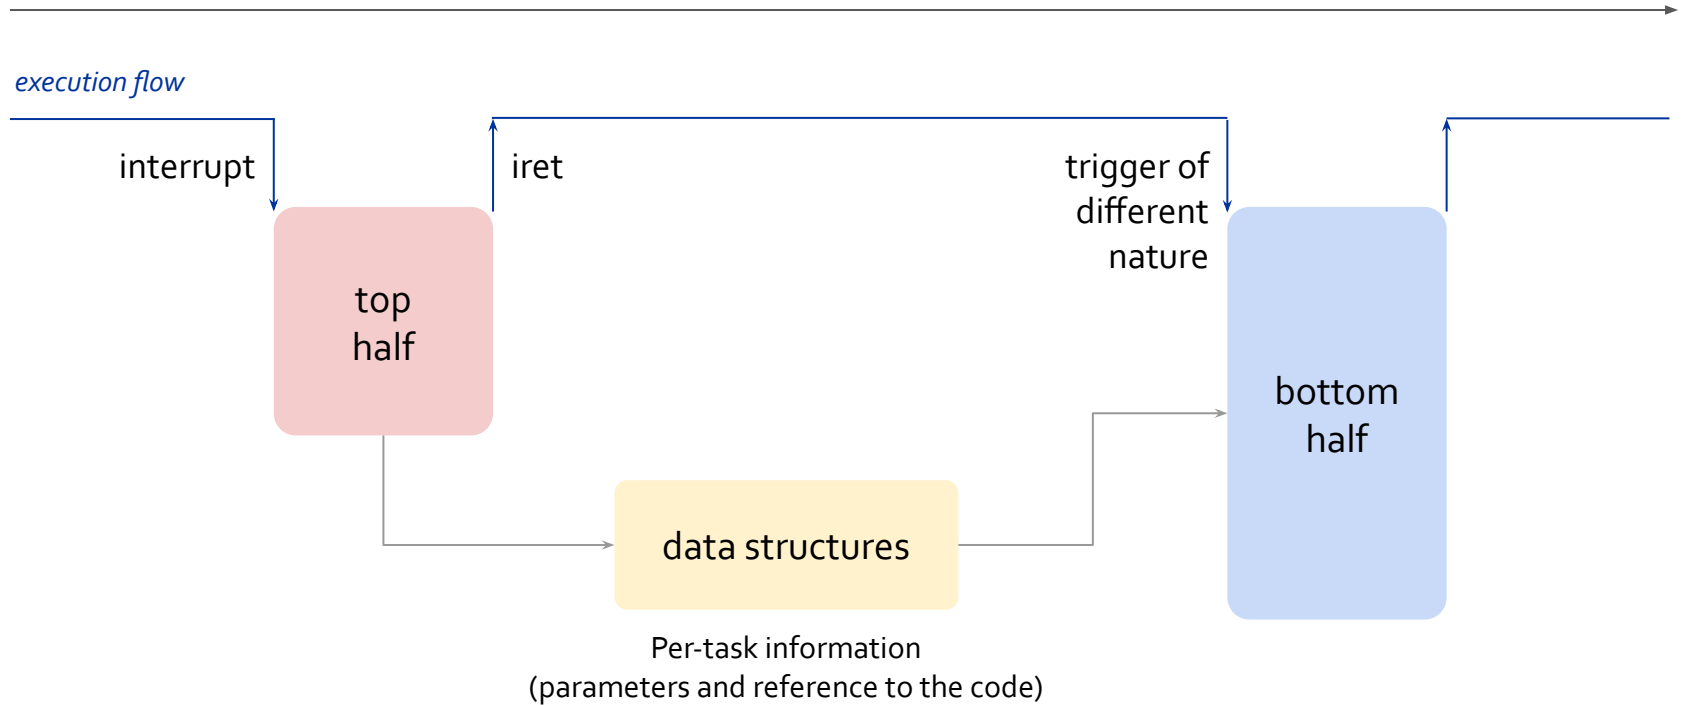 execution flow
interrupt
iret
trigger of
different
nature
top
half
bottom
half
data structures
Per-task information
(parameters and reference to the code)